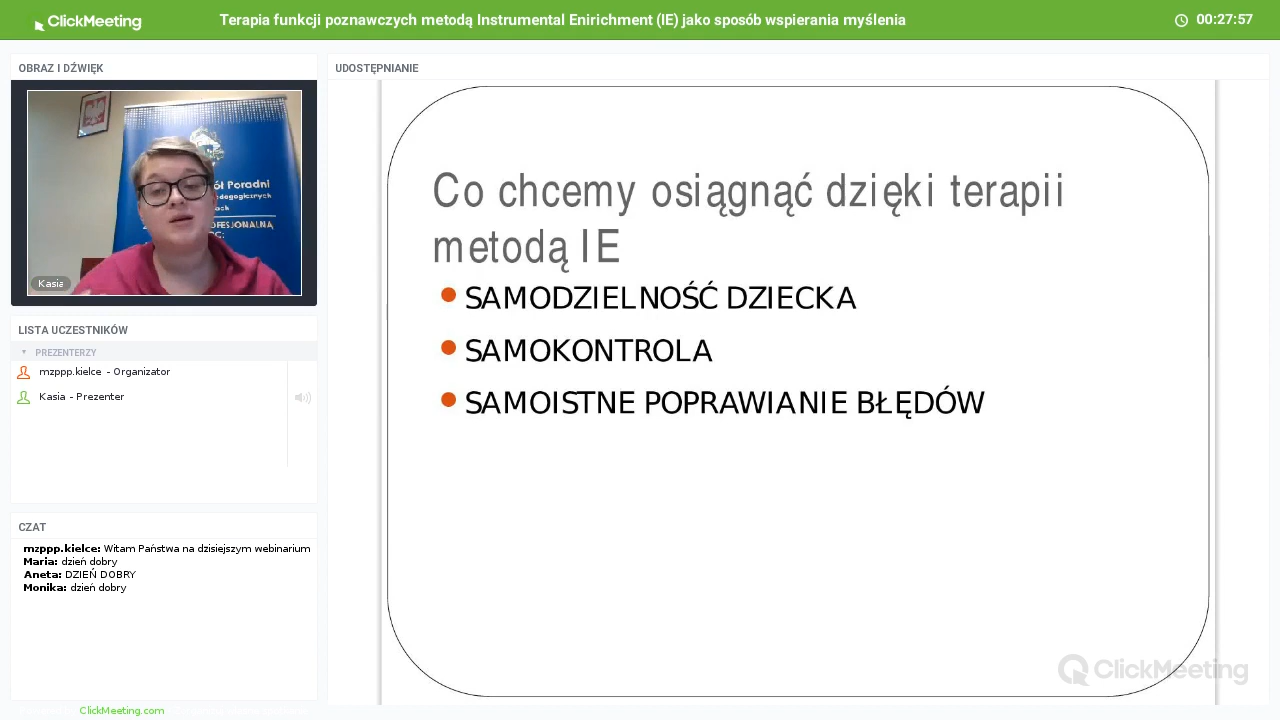 ClickMeeting
Terapia funkcji poznawczych metodą Instrumental Enirichment (IE) jako sposób wspierania myślenia
00:27:57
OBRAZ I DŹWIĘK
ół Poradni
Kasia
LISTA UCZESTNIKÓW
PREZENTERZY
mzppp.kielce - Organizator
Kasia - Prezenter
CZAT
mzppp.kielce: Witam Państwa na dzisiejszym webinarium
Maria: dzień dobry
Aneta: DZIEŃ DOBRY
Monika: dzień dobry
ClickMeeting.com
UDOSTĘPNIANIE
Co chcemy osiągnąć dzięki terapii
metodą IE
SAMODZIELNOŚĆ DZIECKA
SAMOKONTROLA
SAMOISTNE POPRAWIANIE BŁĘDÓW
ClickMeeting